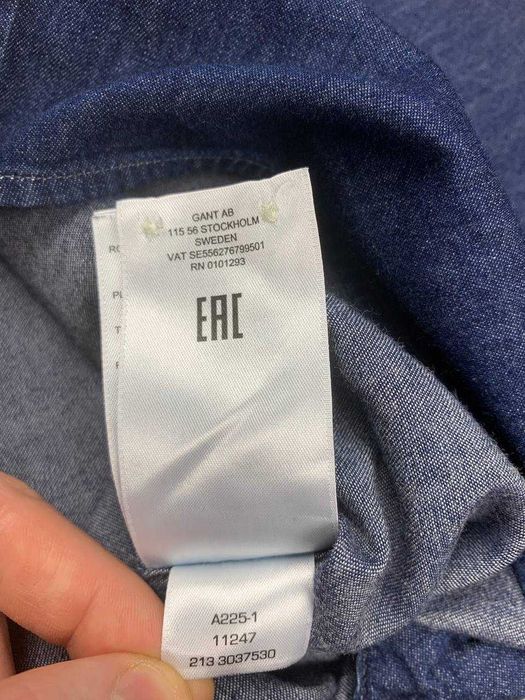 GANT AB
115 56 STOCKHOLM
SWEDEN
VAT SE556276799501
RN 0101293
EAC
A225-1
11247
213 3037530